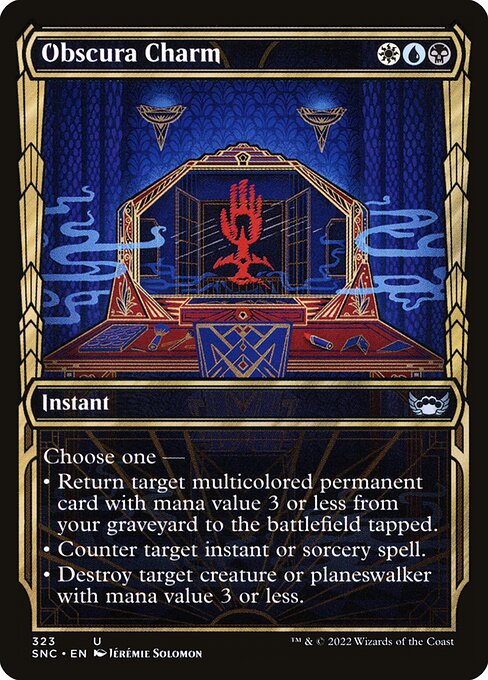 Obscura Charm
Instant
Choose one —
• Return target multicolored permanent
card with mana value 3 or less from
your graveyard to the battlefield tapped.
• Counter target instant or sorcery spell.
• Destroy target creature or planeswalker
with mana value 3 or less.
323 U
SNC • EN JÉRÉMIE SOLOMON
™ & © 2022 Wizards of the Coast